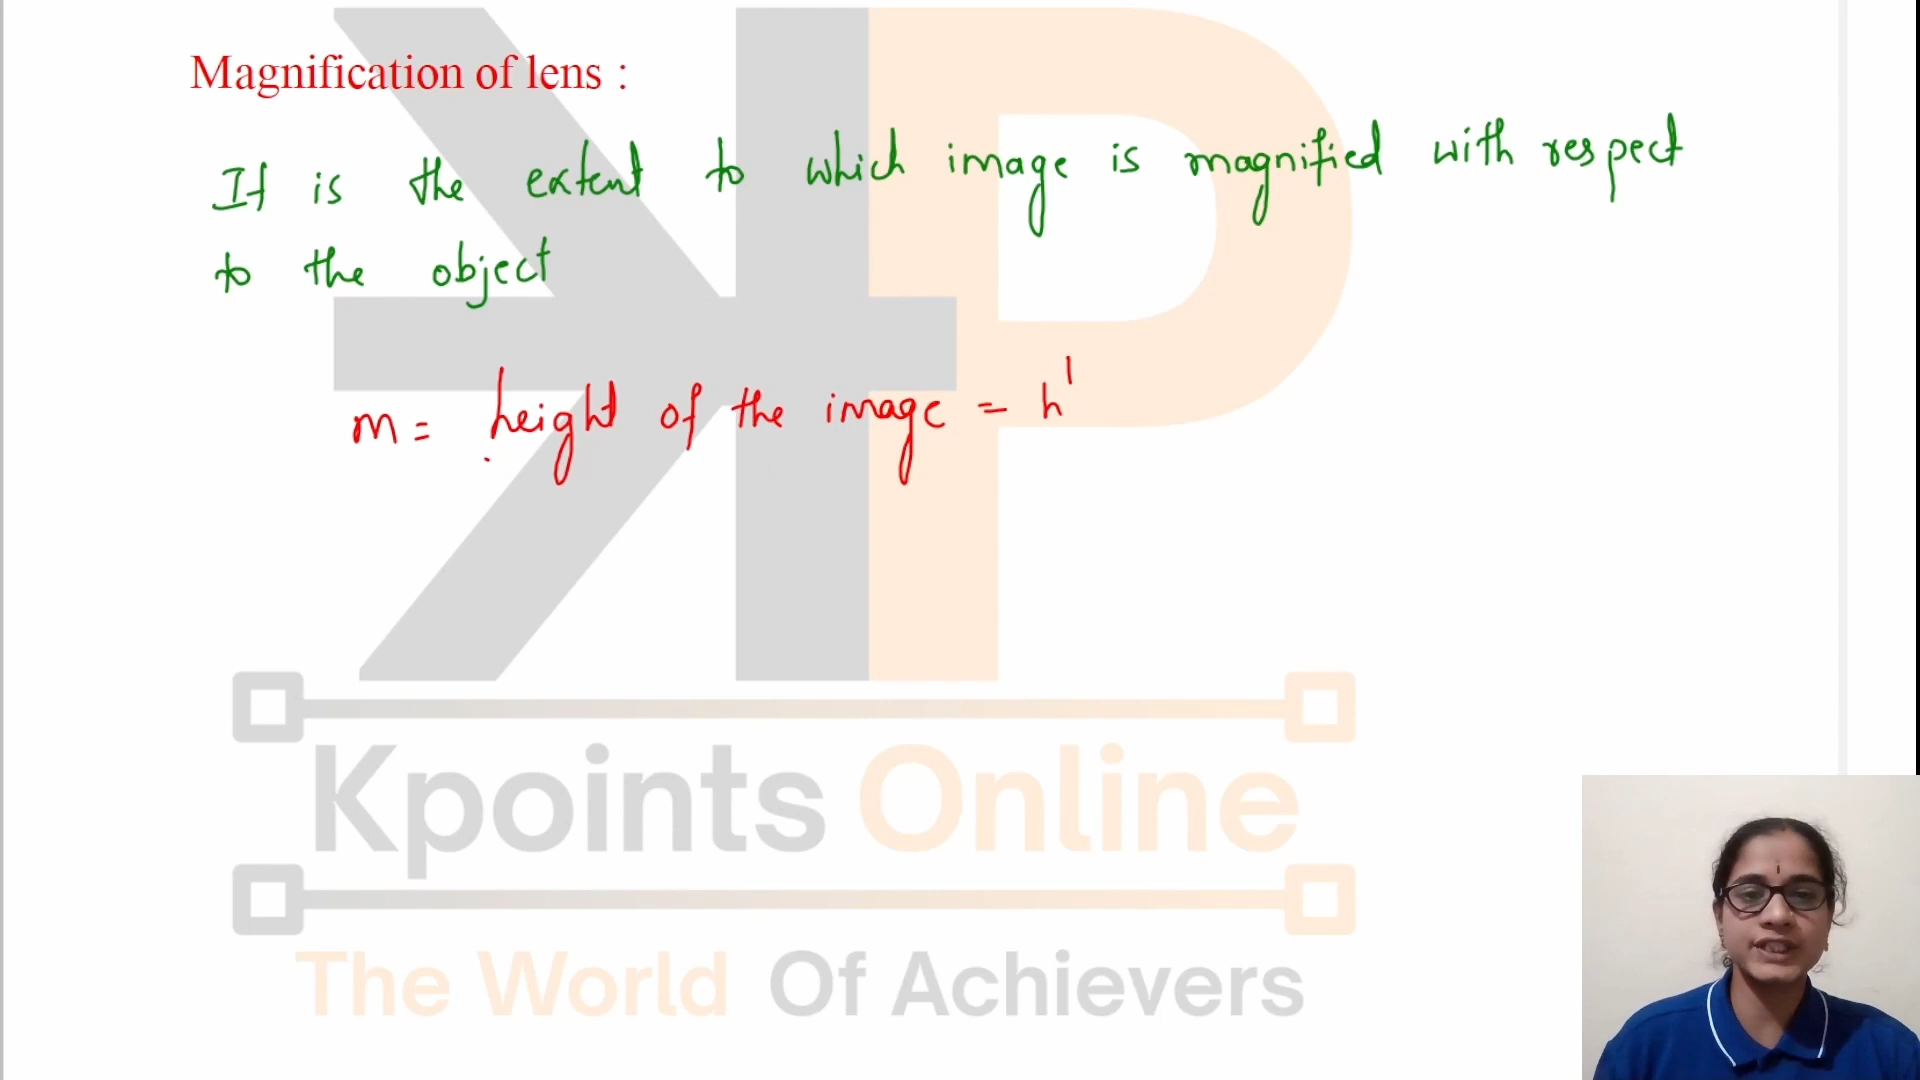 Magnification of lens :
It is the extent to which image is magnified with respect
to the object
m = height of the image = h'
KP
Kpoints Online
The World Of Achievers